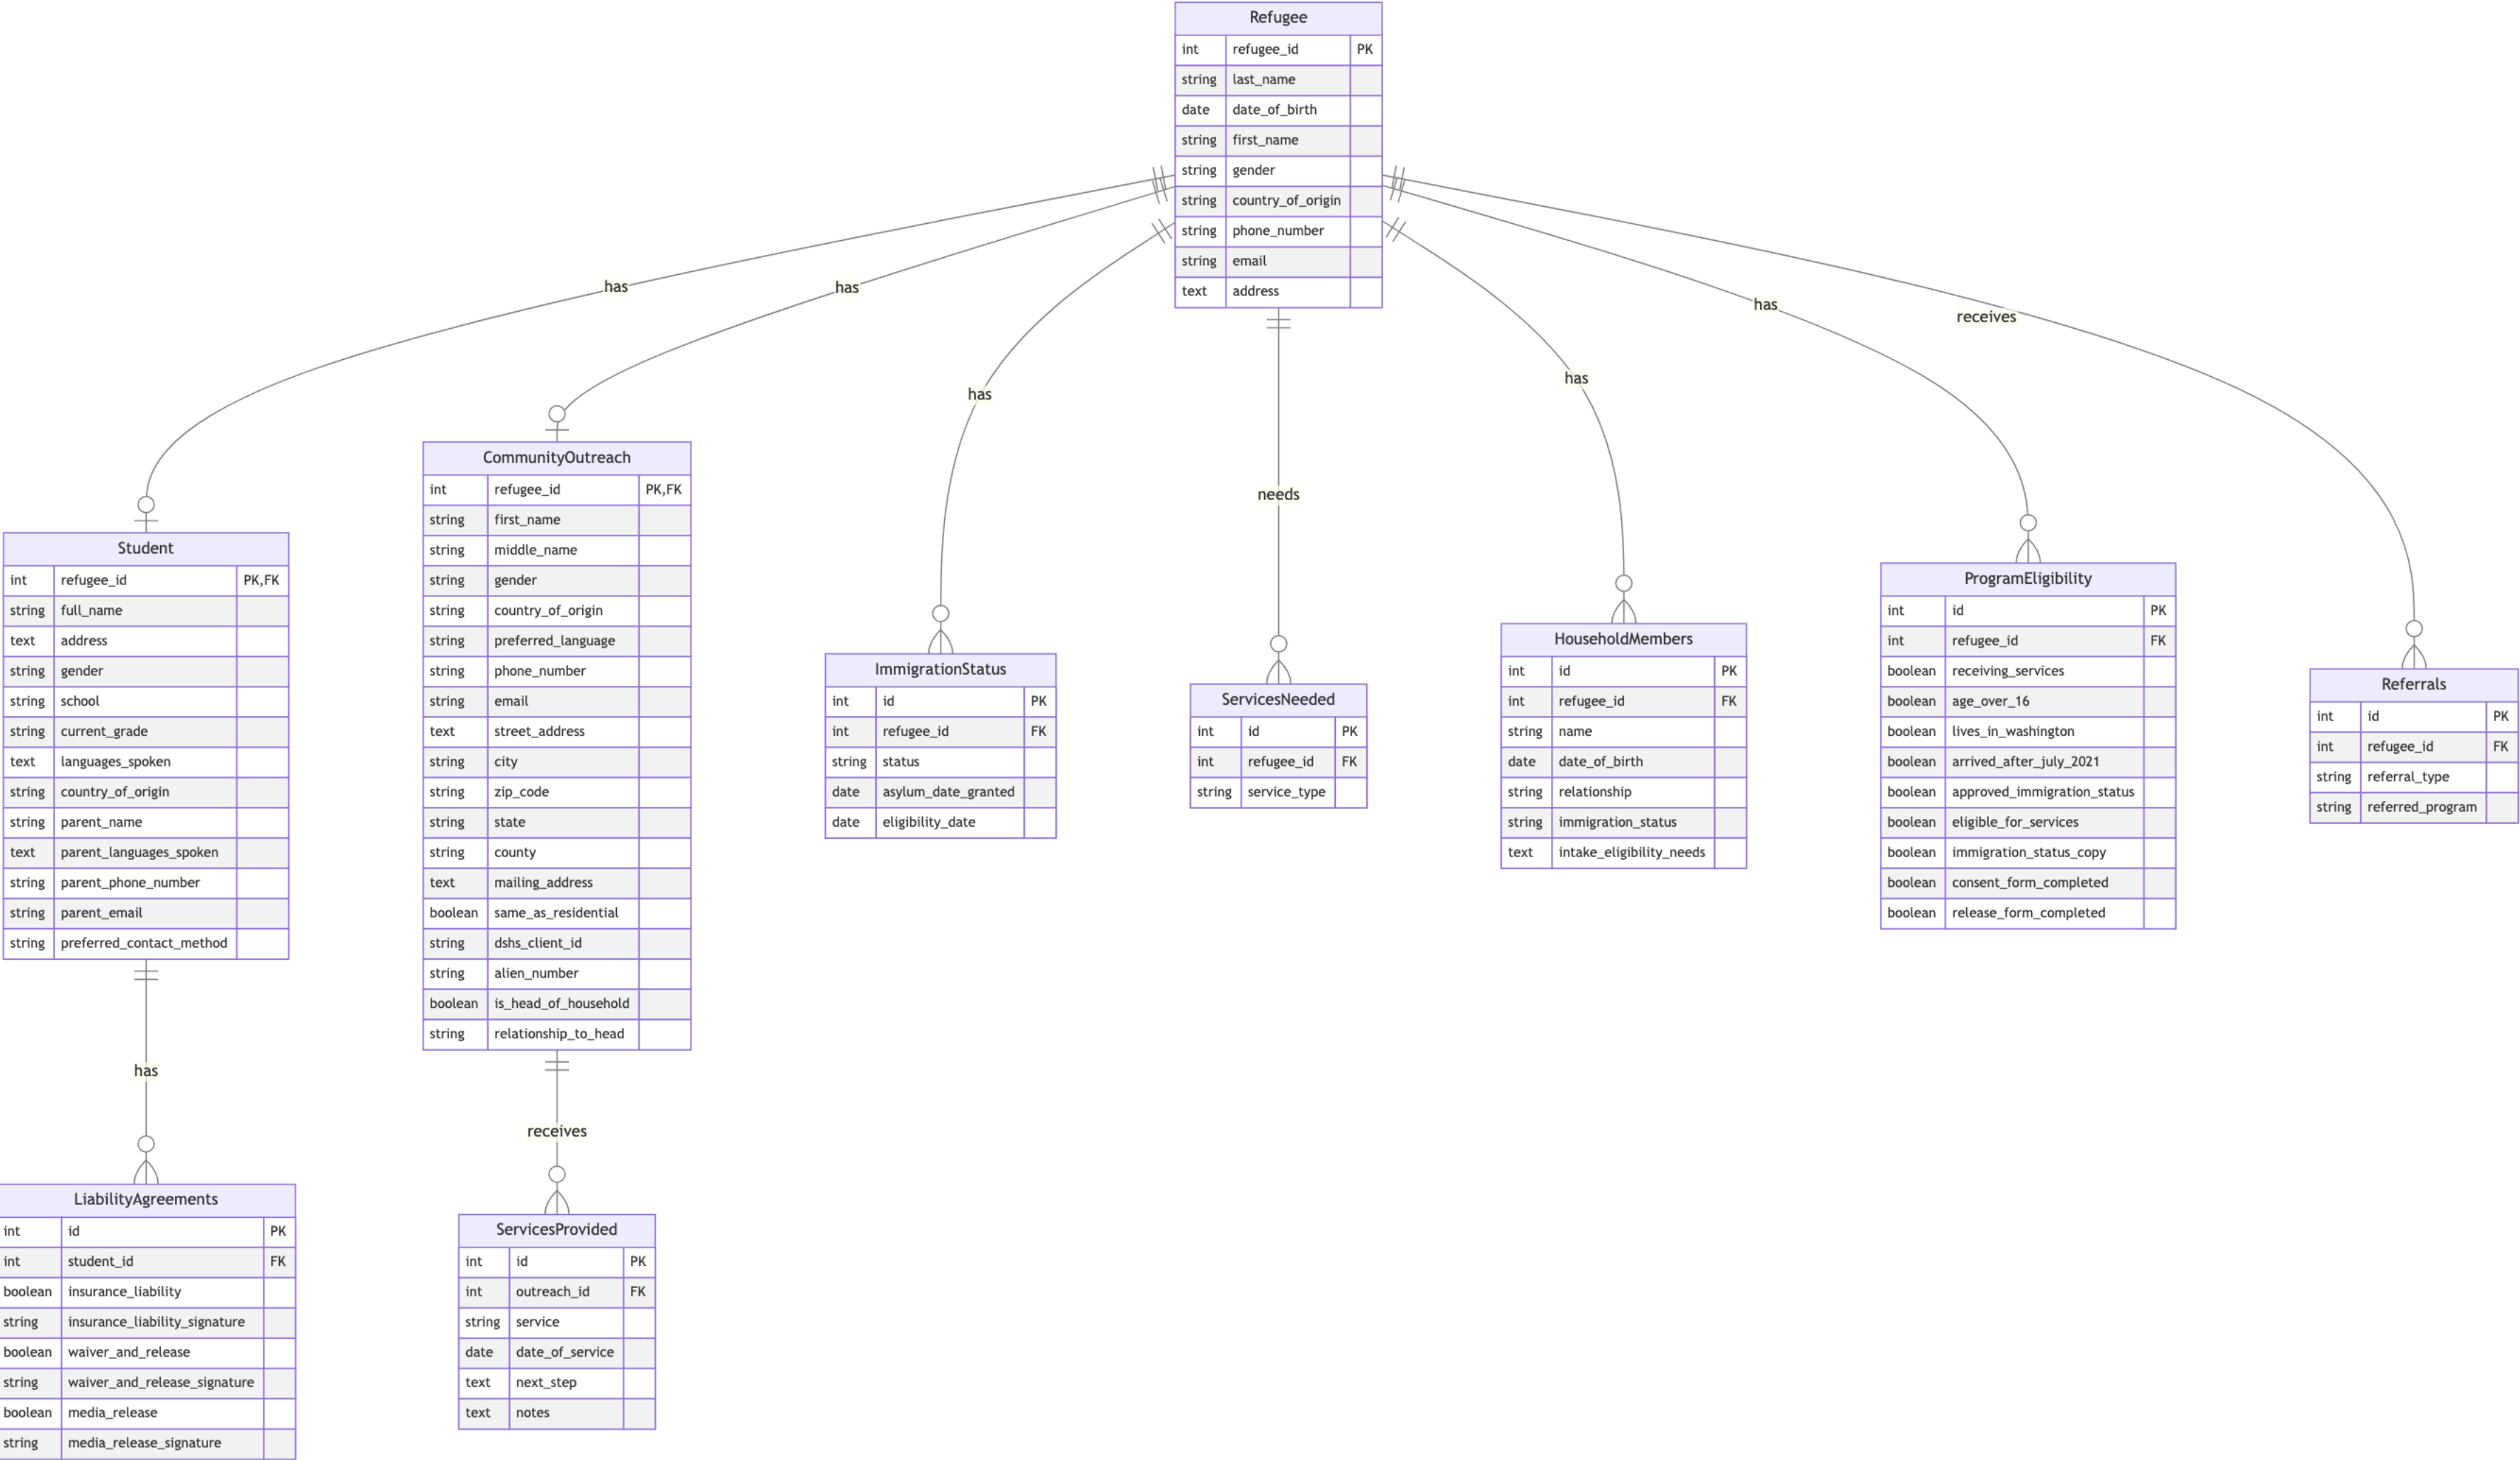 Refugee
int refugee_id PK
string last_name
date date_of_birth
string first_name
string gender
string country_of_origin
string phone_number
string email
text address
has
has
has
needs
has
has
receives
Student
int refugee_id PK,FK
string full_name
text address
string gender
string school
string current_grade
text languages_spoken
string country_of_origin
string parent_name
text parent_languages_spoken
string parent_phone_number
string parent_email
string preferred_contact_method
CommunityOutreach
int refugee_id PK,FK
string first_name
string middle_name
string gender
string country_of_origin
string preferred_language
string phone_number
string email
text street_address
string city
string zip_code
string state
string county
text mailing_address
boolean same_as_residential
string dshs_client_id
string alien_number
boolean is_head_of_household
string relationship_to_head
ImmigrationStatus
int id PK
int refugee_id FK
string status
date asylum_date_granted
date eligibility_date
ServicesNeeded
int id PK
int refugee_id FK
string service_type
HouseholdMembers
int id PK
int refugee_id FK
string name
date date_of_birth
string relationship
string immigration_status
text intake_eligibility_needs
ProgramEligibility
int id PK
int refugee_id FK
boolean receiving_services
boolean age_over_16
boolean lives_in_washington
boolean arrived_after_july_2021
boolean approved_immigration_status
boolean eligible_for_services
boolean immigration_status_copy
boolean consent_form_completed
boolean release_form_completed
Referrals
int id PK
int refugee_id FK
string referral_type
string referred_program
has
receives
LiabilityAgreements
int id PK
int student_id FK
boolean insurance_liability
string insurance_liability_signature
boolean waiver_and_release
string waiver_and_release_signature
boolean media_release
string media_release_signature
ServicesProvided
int id PK
int outreach_id FK
string service
date date_of_service
text next_step
text notes